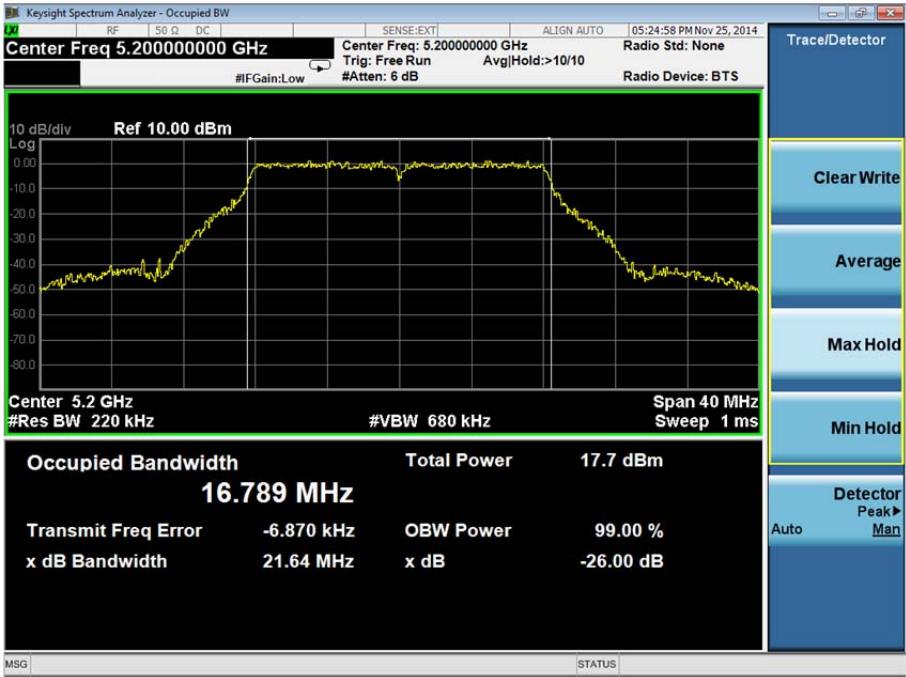 Keysight Spectrum Analyzer - Occupied BW
LXI RF 50 Ω DC SENSE:EXT ALIGN AUTO 05:24:58 PM Nov 25, 2014
Center Freq 5.200000000 GHz
Center Freq: 5.200000000 GHz
Radio Std: None
Trig: Free Run Avg|Hold:>10/10
#IFGain:Low
#Atten: 6 dB
Radio Device: BTS
10 dB/div Ref 10.00 dBm
Log
0.00
-10.0
-20.0
-30.0
-40.0
-50.0
-60.0
-70.0
-80.0
Center 5.2 GHz Span 40 MHz
#Res BW 220 kHz #VBW 680 kHz Sweep 1 ms
Occupied Bandwidth Total Power 17.7 dBm
16.789 MHz
Transmit Freq Error -6.870 kHz OBW Power 99.00 %
x dB Bandwidth 21.64 MHz x dB -26.00 dB
Trace/Detector
Clear Write
Average
Max Hold
Min Hold
Detector
Peak▶
Auto Man
MSG STATUS